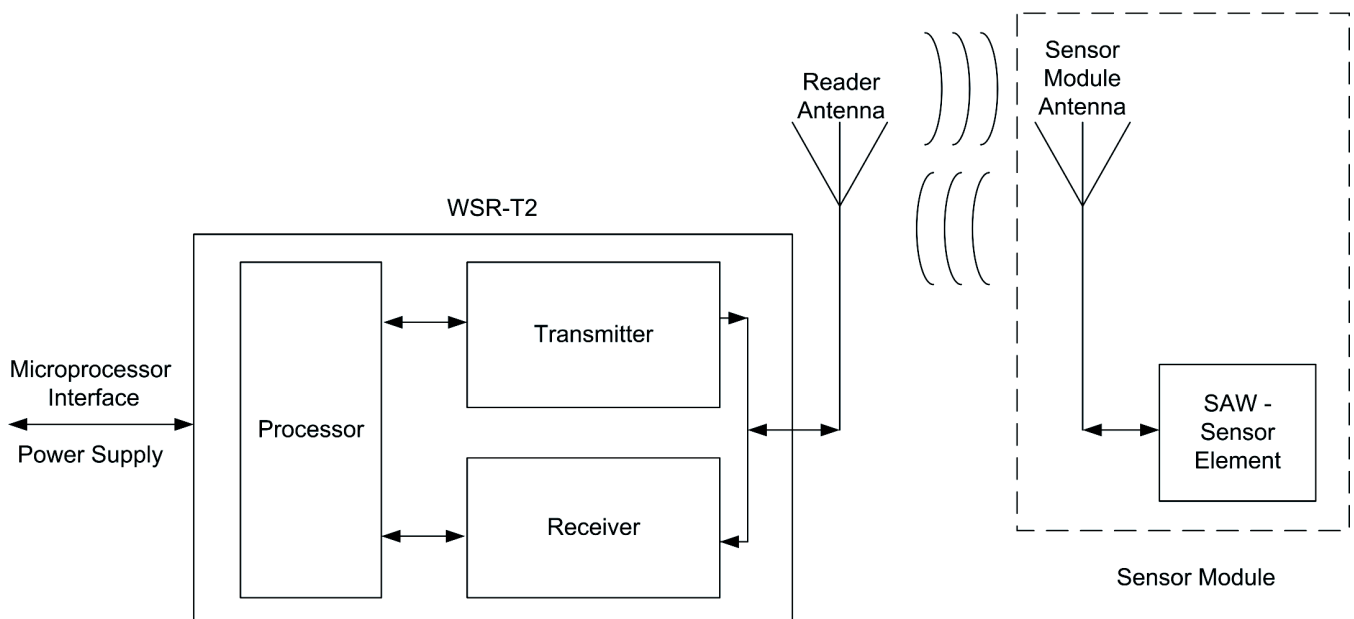 Sensor
Module
Antenna
Reader
Antenna
WSR-T2
Transmitter
Microprocessor
Interface
Power Supply
Processor
Receiver
SAW -
Sensor
Element
Sensor Module